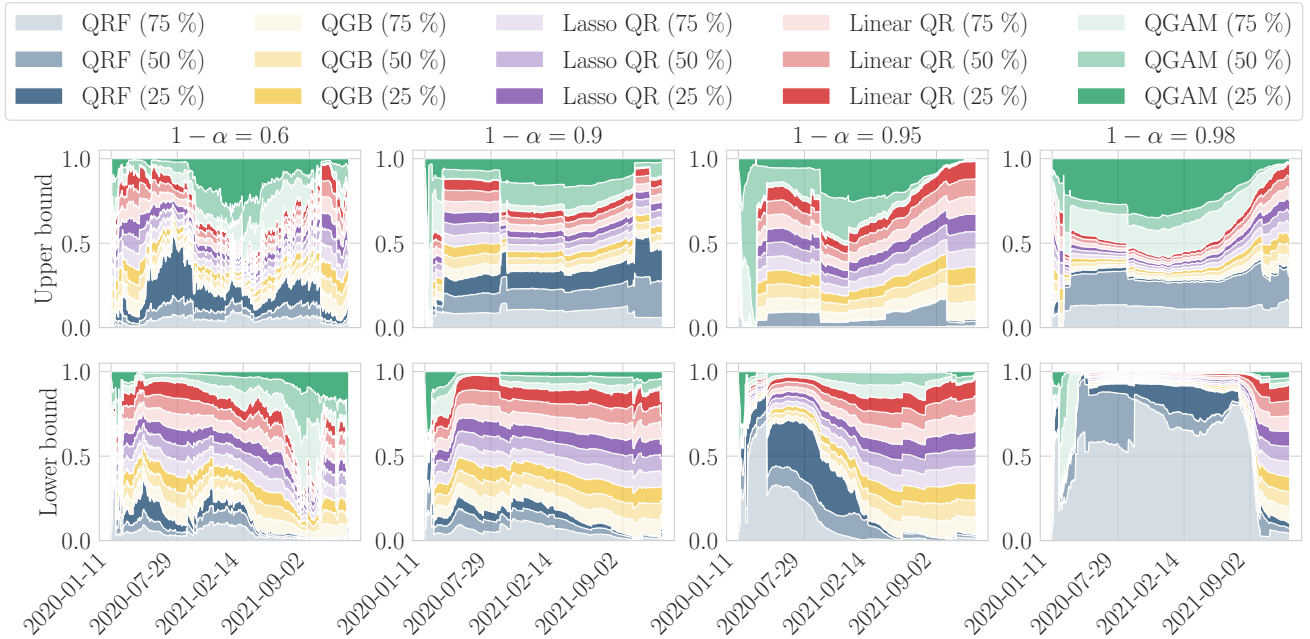 QRF (75 %) QGB (75 %) Lasso QR (75 %) Linear QR (75 %) QGAM (75 %)
QRF (50 %) QGB (50 %) Lasso QR (50 %) Linear QR (50 %) QGAM (50 %)
QRF (25 %) QGB (25 %) Lasso QR (25 %) Linear QR (25 %) QGAM (25 %)
1 − α = 0.6 1 − α = 0.9 1 − α = 0.95 1 − α = 0.98
Upper bound
1.0 1.0 1.0 1.0
0.5 0.5 0.5 0.5
0.0 0.0 0.0 0.0
Lower bound
1.0 1.0 1.0 1.0
0.5 0.5 0.5 0.5
0.0 0.0 0.0 0.0
2020-01-11 2020-07-29 2021-02-14 2021-09-02 2020-01-11 2020-07-29 2021-02-14 2021-09-02 2020-01-11 2020-07-29 2021-02-14 2021-09-02 2020-01-11 2020-07-29 2021-02-14 2021-09-02